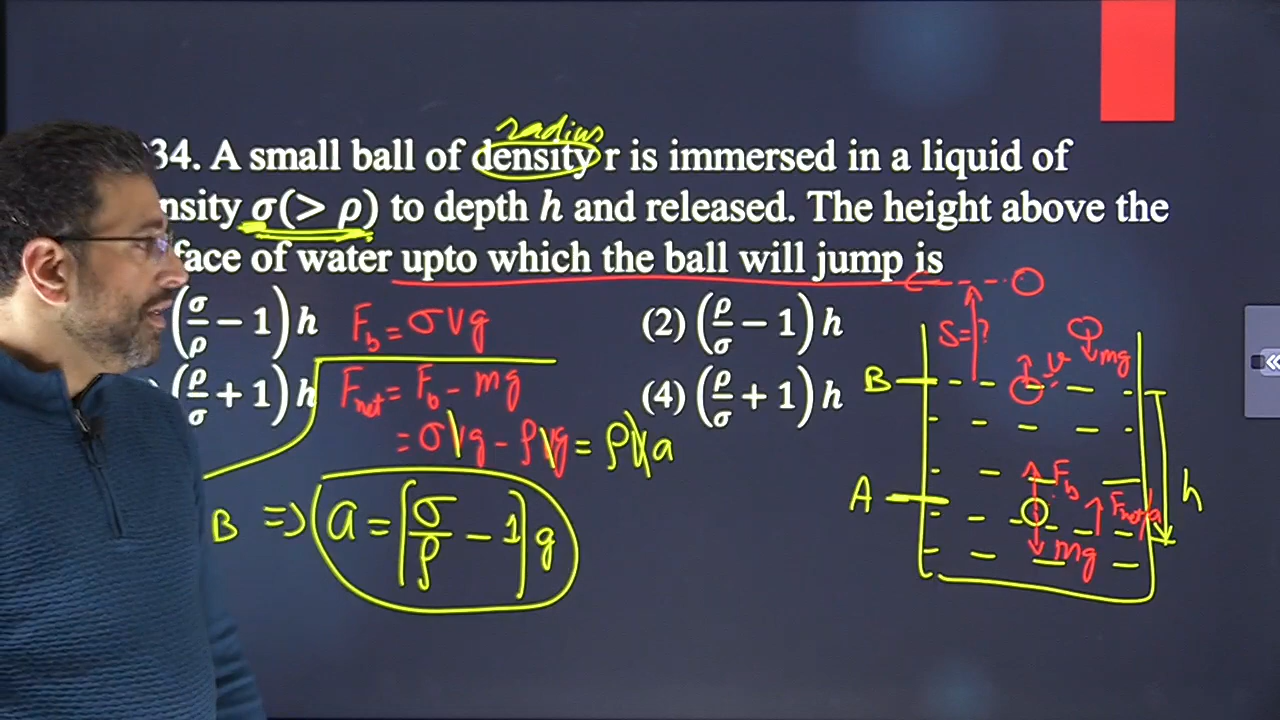 radius
34. A small ball of density r is immersed in a liquid of
nsity σ(> ρ) to depth h and released. The height above the
face of water upto which the ball will jump is
(σ/ρ − 1) h
(2) (ρ/σ − 1) h
(ρ/σ + 1) h
(4) (ρ/σ + 1) h
F_b = σVg
F_net = F_b − mg
= σVg − ρVg = ρVa
B ⇒ a = [σ/ρ − 1] g
S = ?
v
mg
B
A
F_b
F_net/a
mg
h